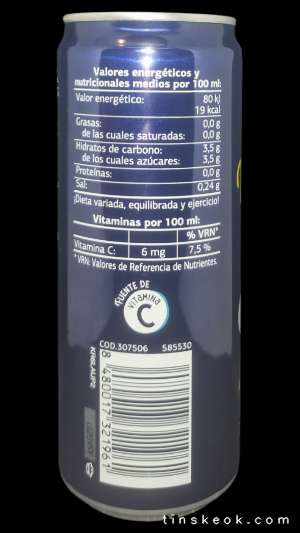 Valores energéticos y
nutricionales medios por 100 ml:
Valor energético: 80 kJ
19 kcal
Grasas: 0,0 g
de las cuales saturadas: 0,0 g
Hidratos de carbono: 3,5 g
de los cuales azúcares: 3,5 g
Proteínas: 0,0 g
Sal: 0,24 g
¡Dieta variada, equilibrada y ejercicio!
Vitaminas por 100 ml:
% VRN*
Vitamina C: 6 mg 7,5 %
* VRN: Valores de Referencia de Nutrientes.
FUENTE DE
VITAMINA
C
COD.307506 585530
8 480017 321961
tinskeok.com